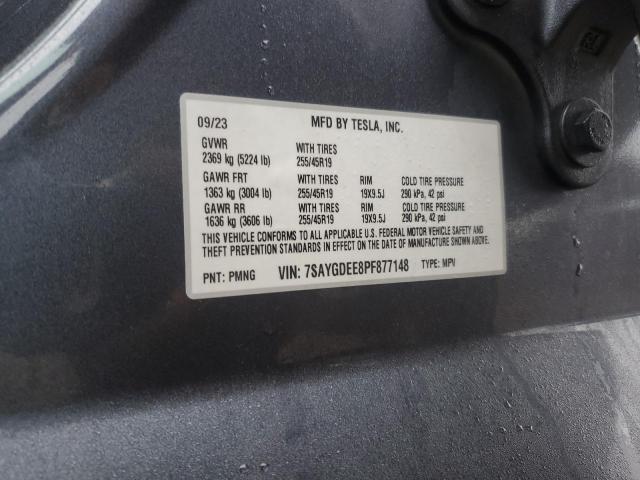 09/23 MFD BY TESLA, INC.
GVWR WITH TIRES
2369 kg (5224 lb) 255/45R19
GAWR FRT WITH TIRES RIM COLD TIRE PRESSURE
1363 kg (3004 lb) 255/45R19 19X9.5J 290 kPa, 42 psi
GAWR RR WITH TIRES RIM COLD TIRE PRESSURE
1636 kg (3606 lb) 255/45R19 19X9.5J 290 kPa, 42 psi
THIS VEHICLE CONFORMS TO ALL APPLICABLE U.S. FEDERAL MOTOR VEHICLE SAFETY AND
THEFT PREVENTION STANDARDS IN EFFECT ON THE DATE OF MANUFACTURE SHOWN ABOVE.
PNT: PMNG VIN: 7SAYGDEE8PF877148 TYPE: MPV